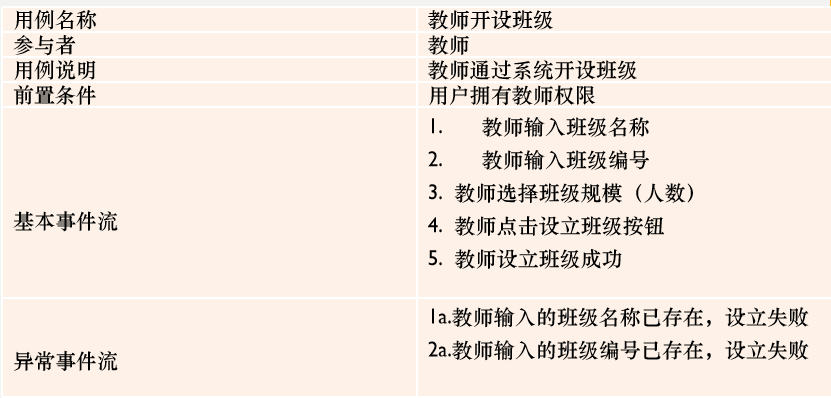 用例名称 教师开设班级
参与者 教师
用例说明 教师通过系统开设班级
前置条件 用户拥有教师权限
基本事件流
1. 教师输入班级名称
2. 教师输入班级编号
3. 教师选择班级规模（人数）
4. 教师点击设立班级按钮
5. 教师设立班级成功
异常事件流
1a.教师输入的班级名称已存在，设立失败
2a.教师输入的班级编号已存在，设立失败